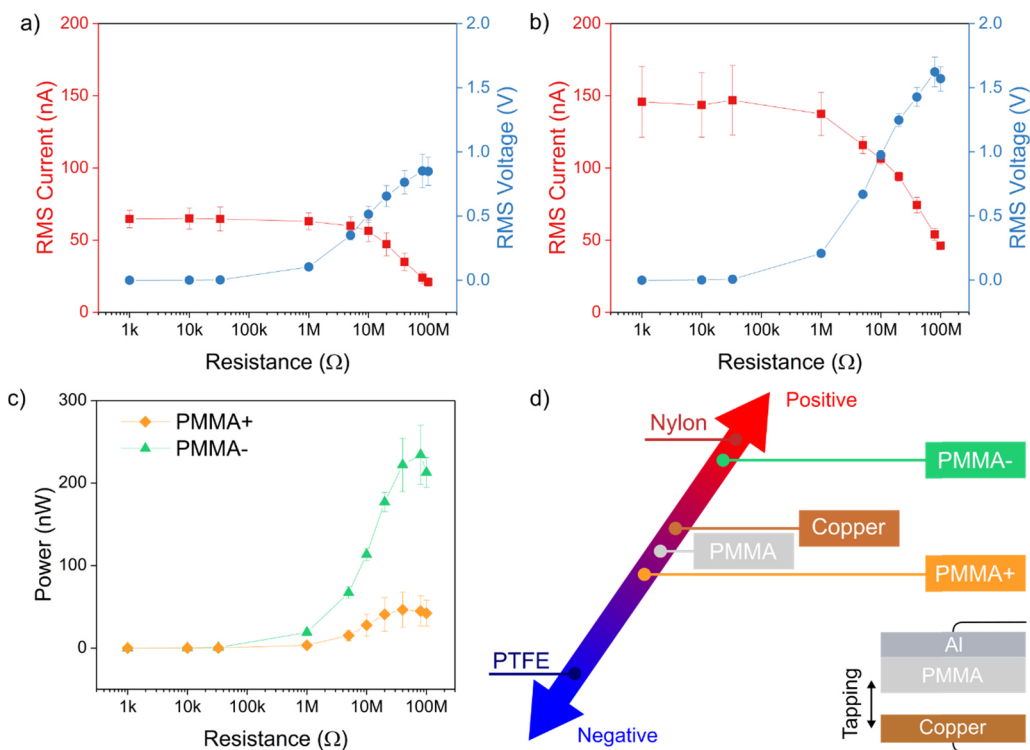 a)
200
150
100
50
0
RMS Current (nA)
2.0
1.5
1.0
0.5
0.0
RMS Voltage (V)
1k 10k 100k 1M 10M 100M
Resistance (Ω)
b)
200
150
100
50
0
RMS Current (nA)
2.0
1.5
1.0
0.5
0.0
RMS Voltage (V)
1k 10k 100k 1M 10M 100M
Resistance (Ω)
c)
300
200
100
0
Power (nW)
PMMA+
PMMA-
1k 10k 100k 1M 10M 100M
Resistance (Ω)
d)
Positive
Nylon
PMMA-
Copper
PMMA
PMMA+
PTFE
Negative
Al
PMMA
Tapping
Copper